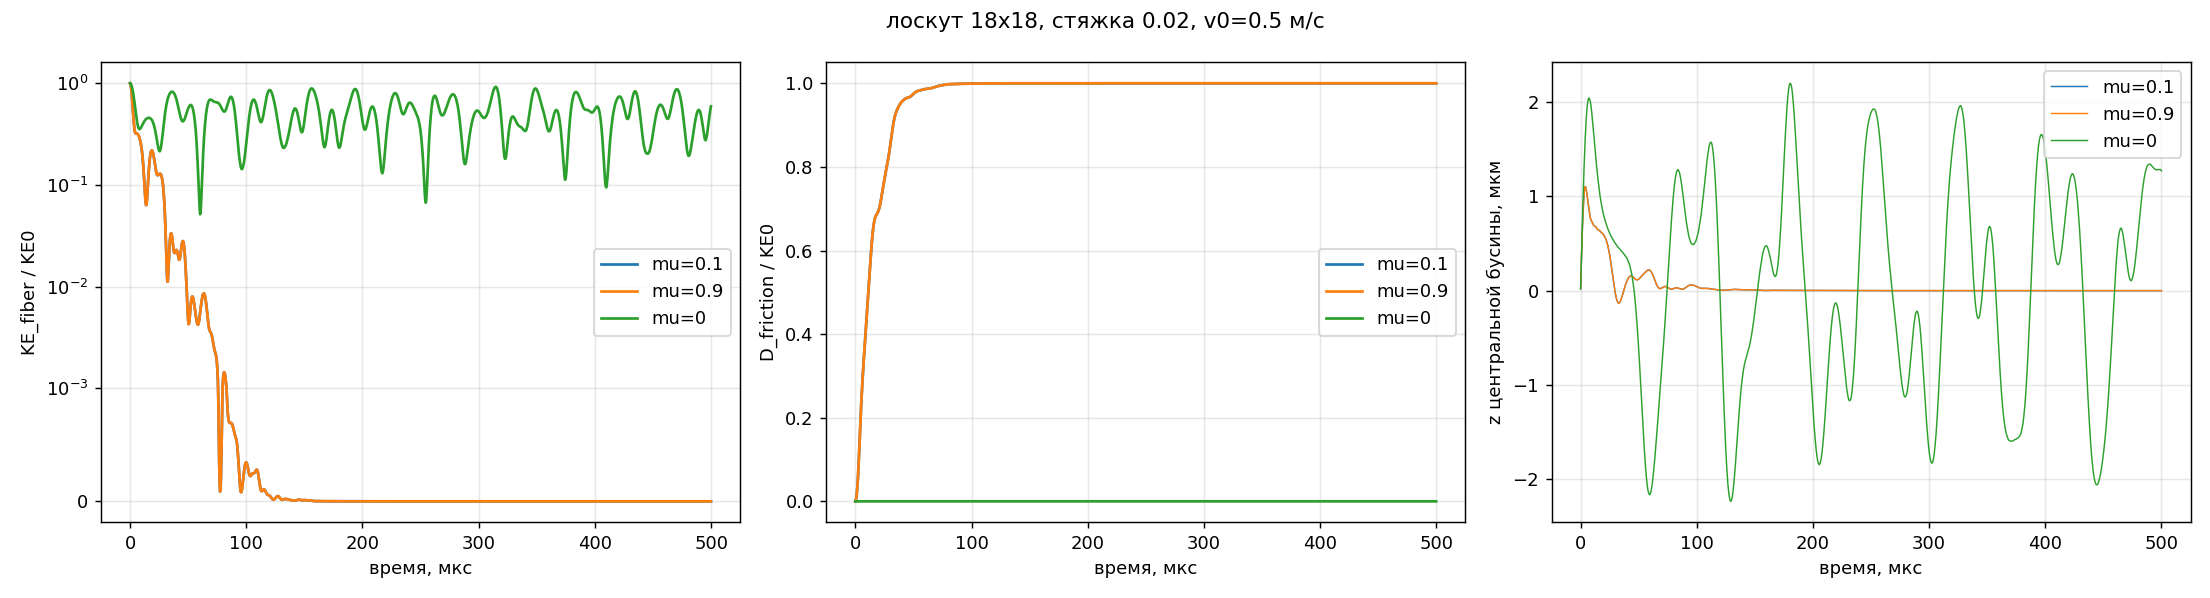 лоскут 18x18, стяжка 0.02, v0=0.5 м/с
KE_fiber / KE0
10⁰
10⁻¹
10⁻²
10⁻³
0
mu=0.1
mu=0.9
mu=0
0 100 200 300 400 500
время, мкс
D_friction / KE0
1.0
0.8
0.6
0.4
0.2
0.0
mu=0.1
mu=0.9
mu=0
0 100 200 300 400 500
время, мкс
z центральной бусины, мкм
2
1
0
−1
−2
mu=0.1
mu=0.9
mu=0
0 100 200 300 400 500
время, мкс